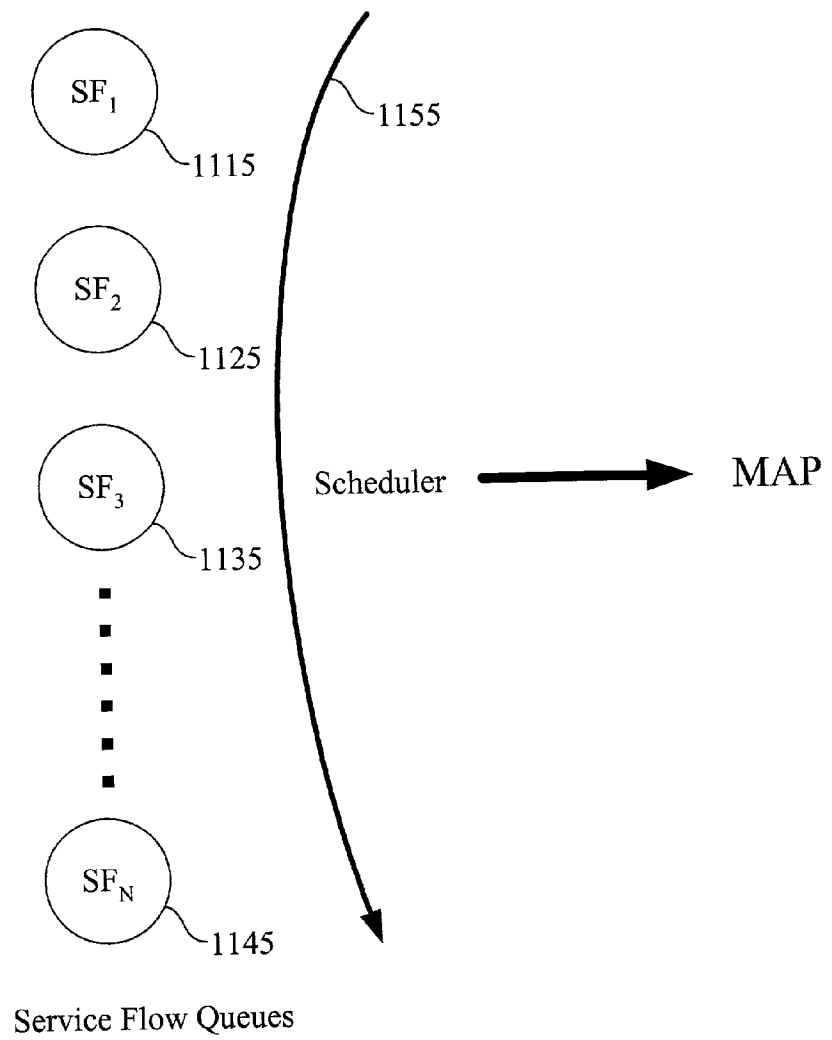 SF1
1115
1155
SF2
1125
SF3
1135
Scheduler
MAP
SFN
1145
Service Flow Queues